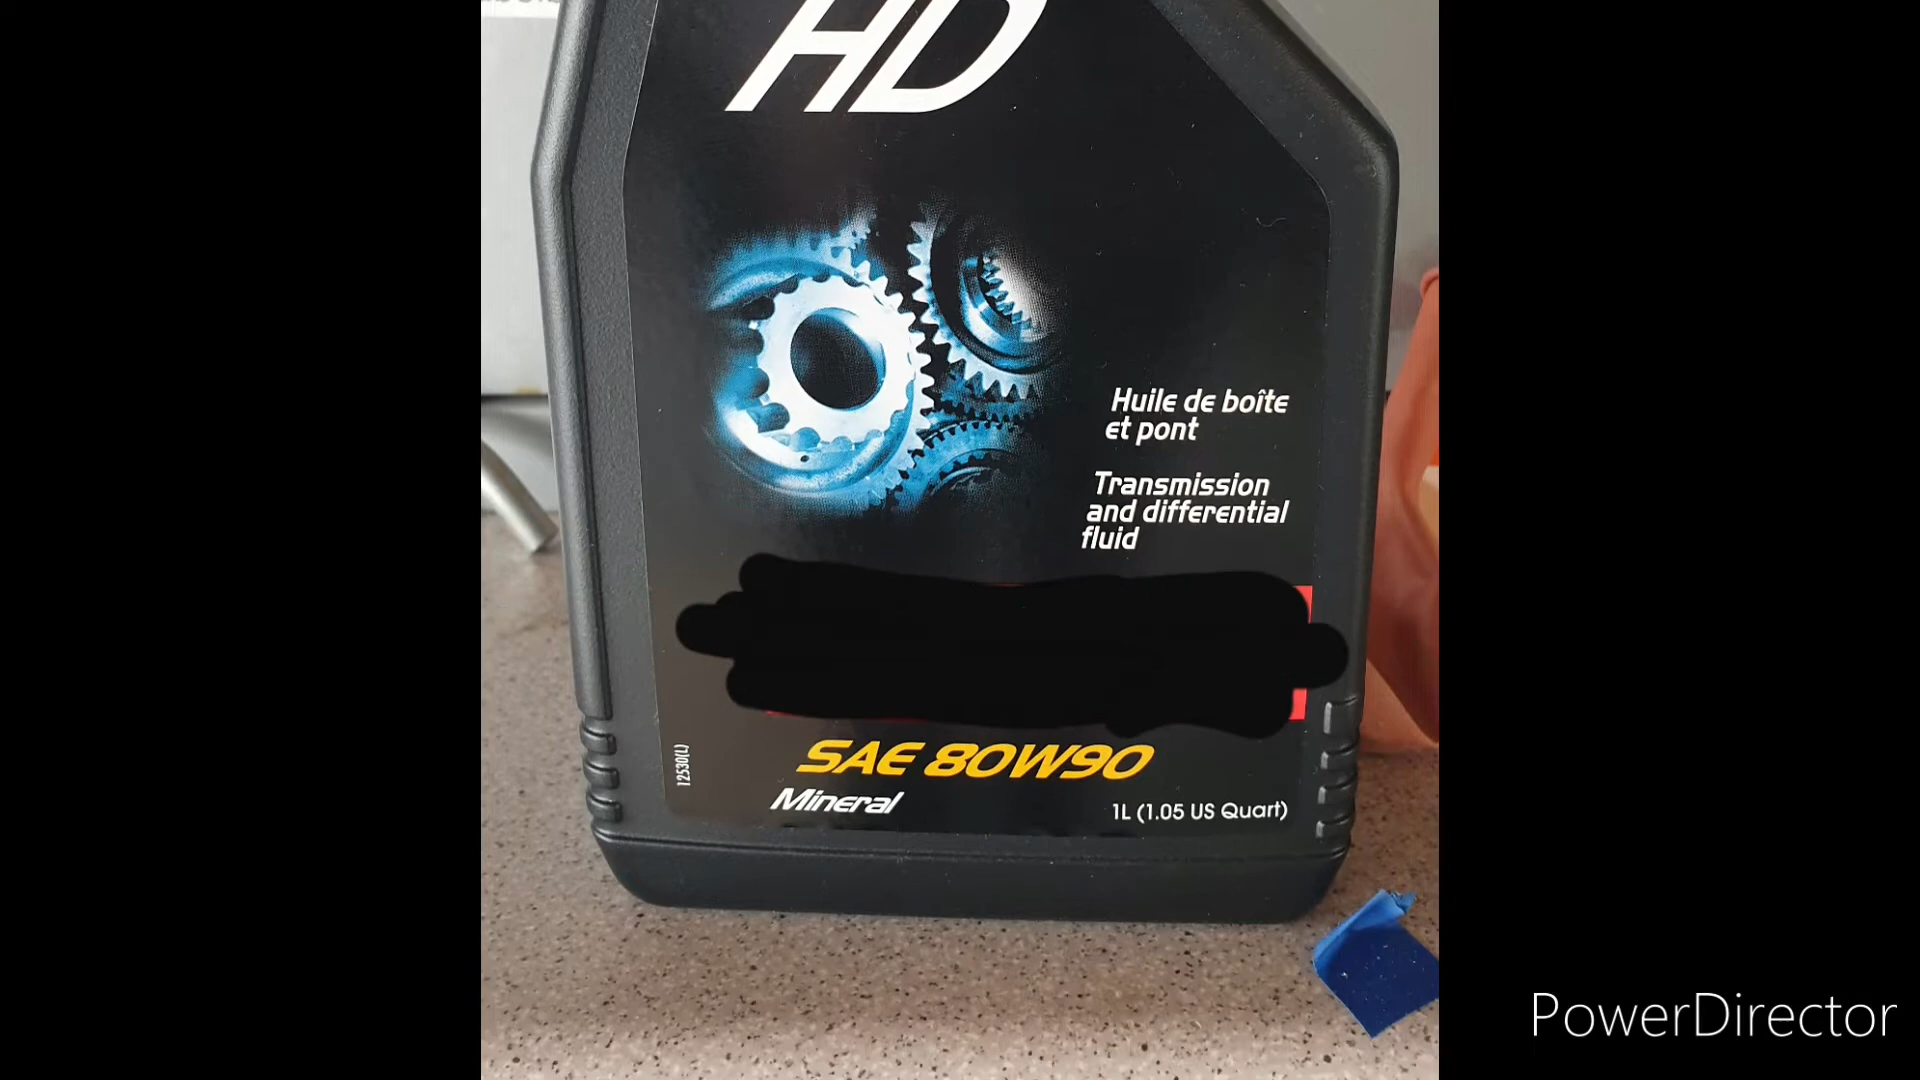 HD
Huile de boîte
et pont
Transmission
and differential
fluid
SAE 80W90
12530(L)
Mineral
1L (1.05 US Quart)
PowerDirector